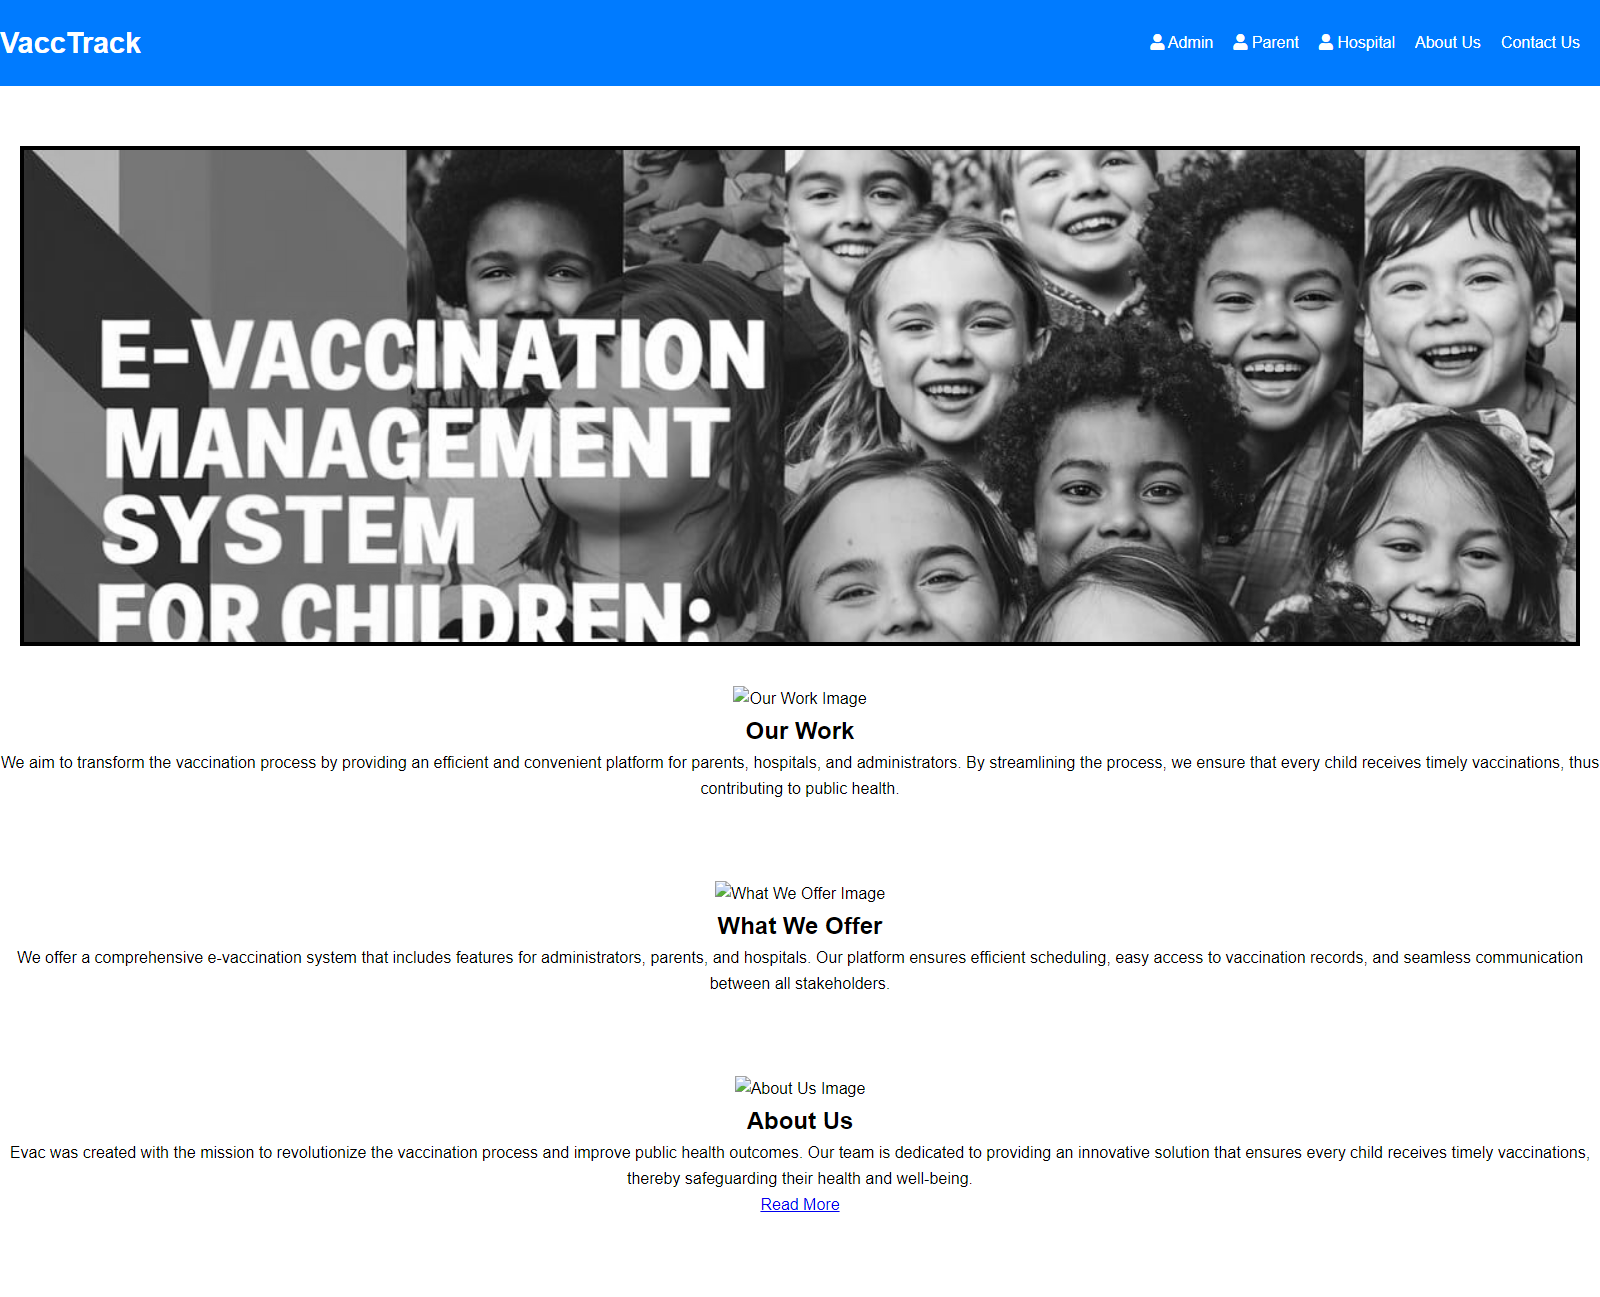 VaccTrack
Admin
Parent
Hospital
About Us
Contact Us
E-VACCINATION
MANAGEMENT
SYSTEM
FOR CHILDREN:
Our Work Image
Our Work
We aim to transform the vaccination process by providing an efficient and convenient platform for parents, hospitals, and administrators. By streamlining the process, we ensure that every child receives timely vaccinations, thus
contributing to public health.
What We Offer Image
What We Offer
We offer a comprehensive e-vaccination system that includes features for administrators, parents, and hospitals. Our platform ensures efficient scheduling, easy access to vaccination records, and seamless communication
between all stakeholders.
About Us Image
About Us
Evac was created with the mission to revolutionize the vaccination process and improve public health outcomes. Our team is dedicated to providing an innovative solution that ensures every child receives timely vaccinations,
thereby safeguarding their health and well-being.
Read More